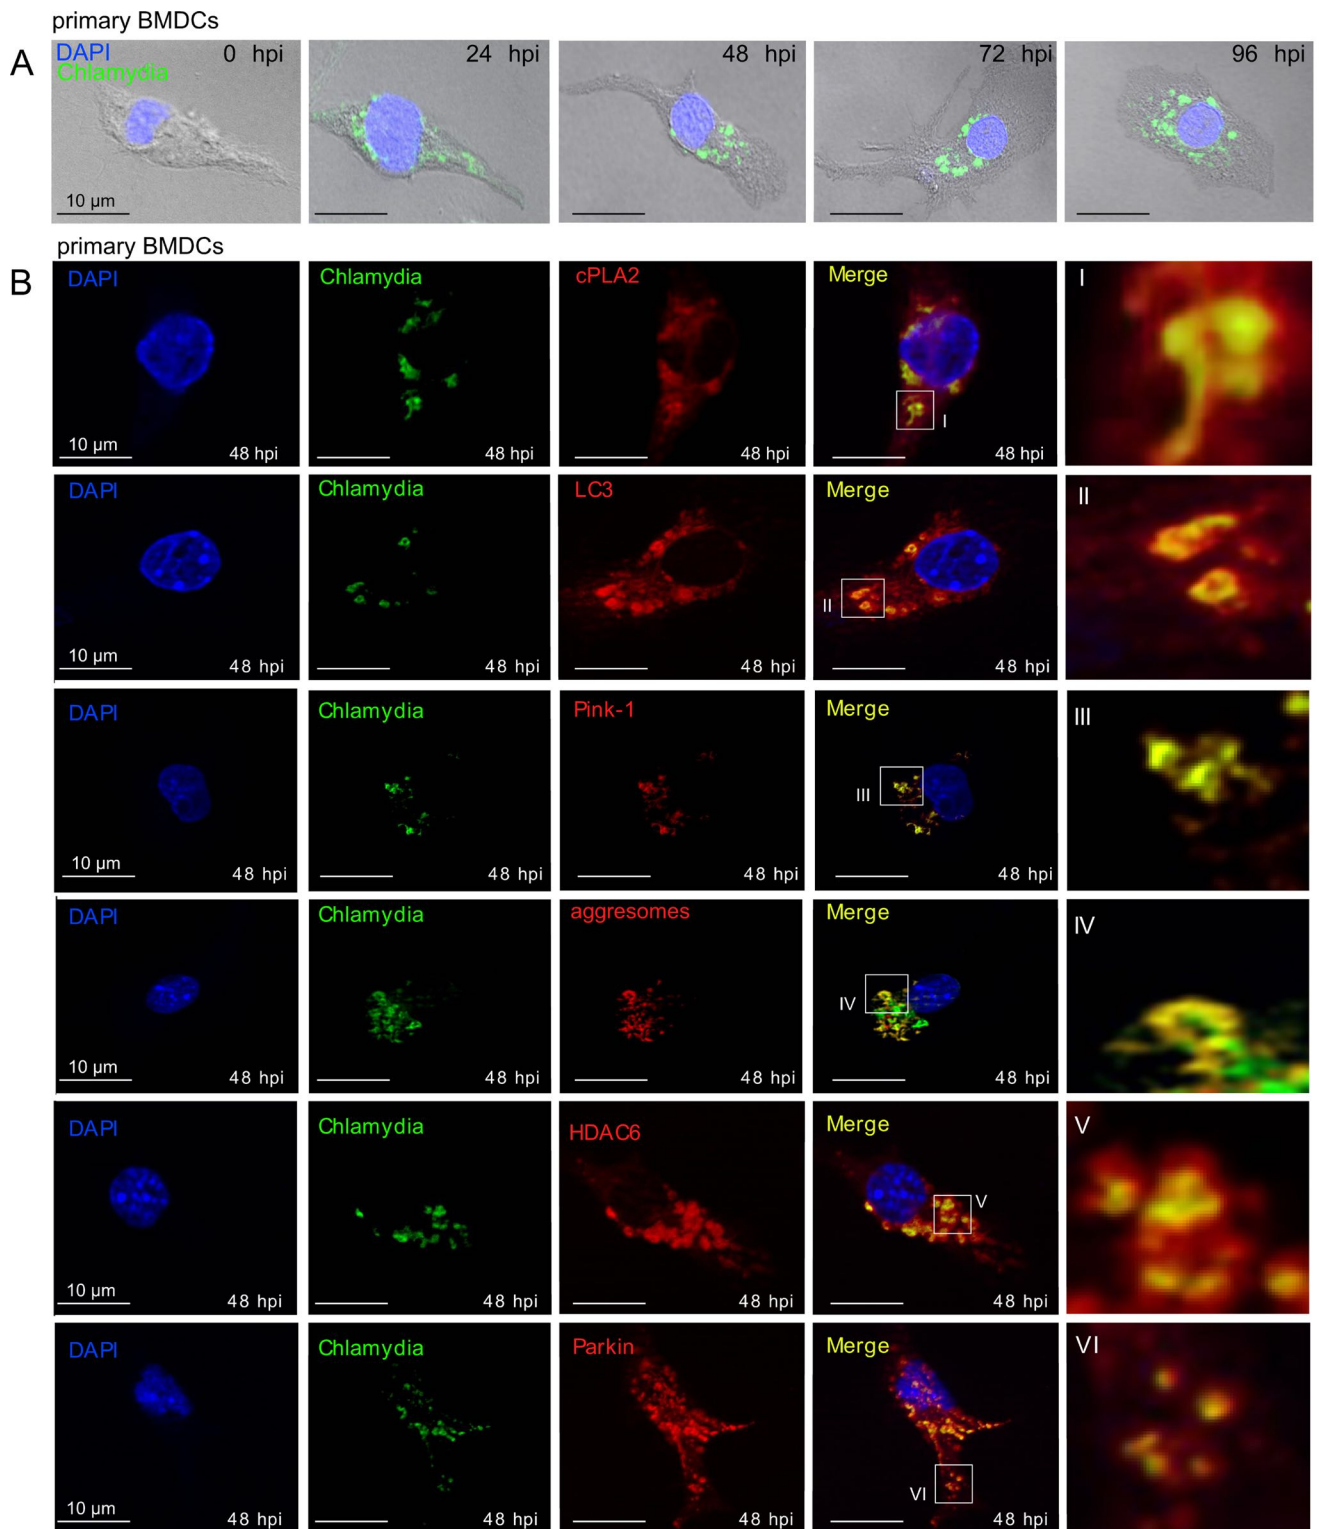 primary BMDCs
A
DAPI
Chlamydia
0 hpi
24 hpi
48 hpi
72 hpi
96 hpi
10 µm
primary BMDCs
B
DAPI
Chlamydia
cPLA2
Merge
I
I
10 µm
48 hpi
48 hpi
48 hpi
48 hpi
DAPI
Chlamydia
LC3
Merge
II
II
10 µm
48 hpi
48 hpi
48 hpi
48 hpi
DAPI
Chlamydia
Pink-1
Merge
III
III
10 µm
48 hpi
48 hpi
48 hpi
48 hpi
DAPI
Chlamydia
aggresomes
Merge
IV
IV
10 µm
48 hpi
48 hpi
48 hpi
48 hpi
DAPI
Chlamydia
HDAC6
Merge
V
V
10 µm
48 hpi
48 hpi
48 hpi
48 hpi
DAPI
Chlamydia
Parkin
Merge
VI
VI
10 µm
48 hpi
48 hpi
48 hpi
48 hpi